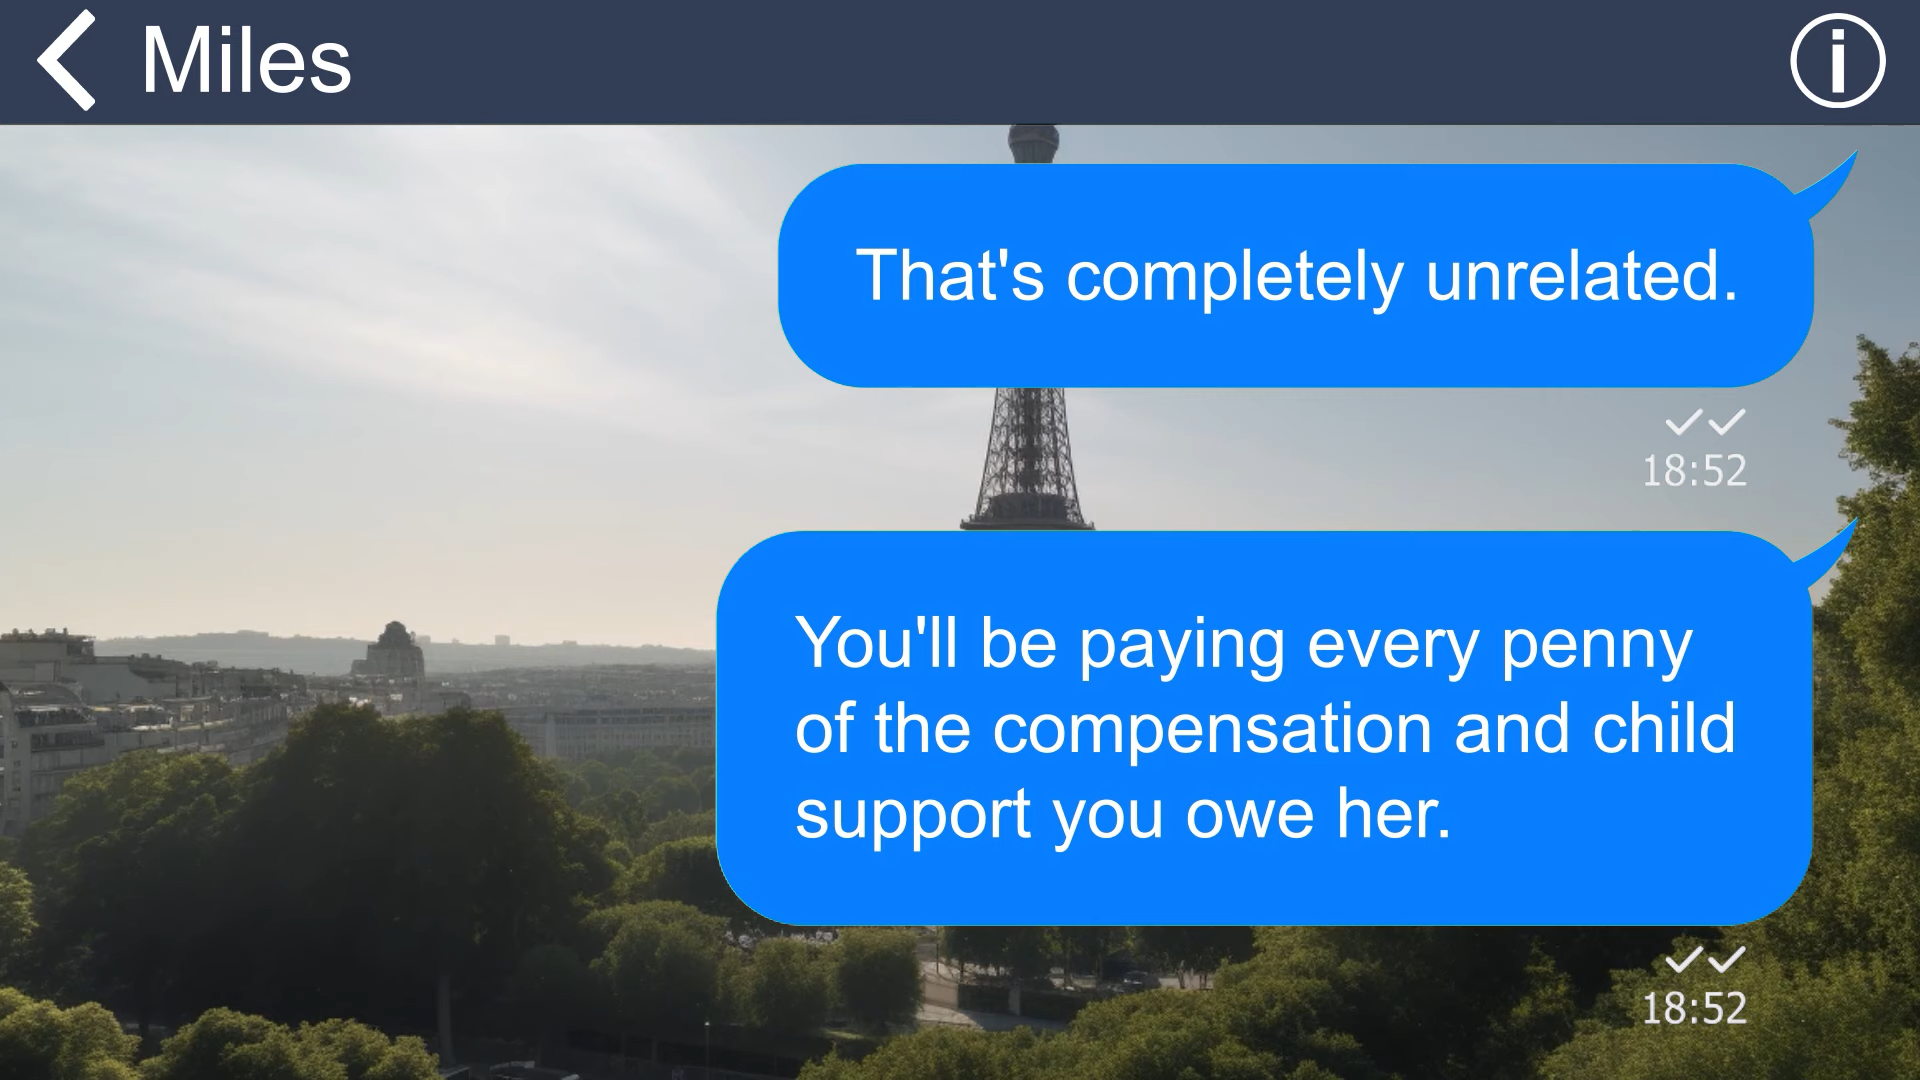 Miles
That's completely unrelated.
18:52
You'll be paying every penny
of the compensation and child
support you owe her.
18:52